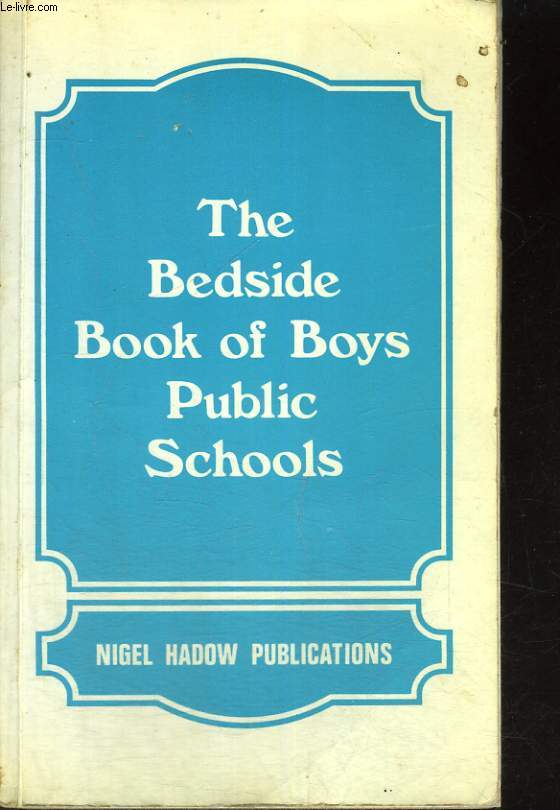 Le-livre.com
The
Bedside
Book of Boys
Public
Schools
NIGEL HADOW PUBLICATIONS